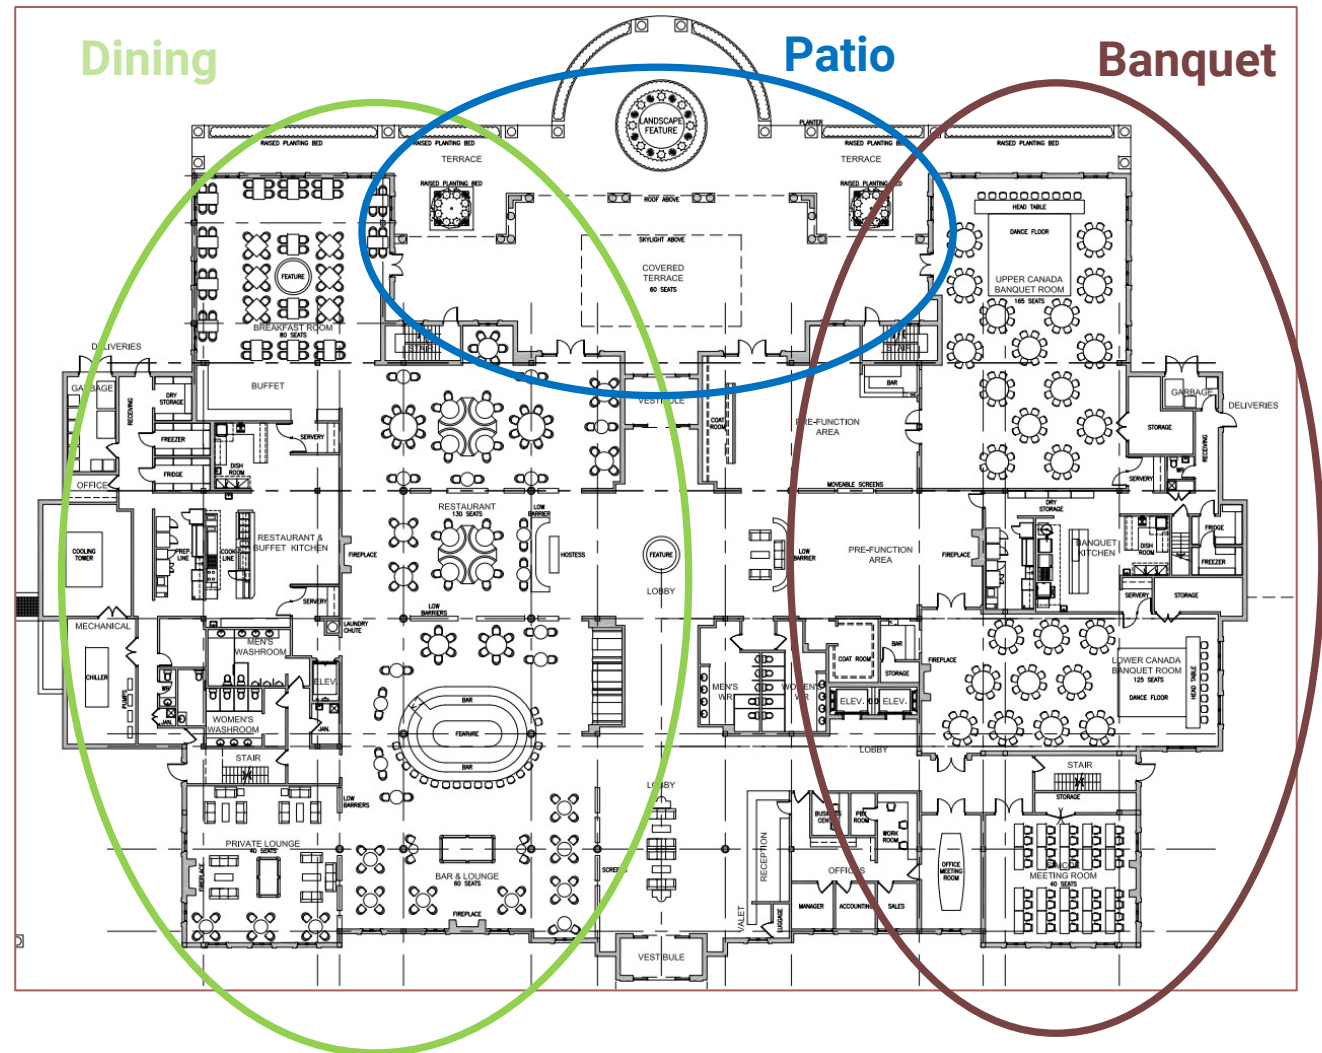 Dining
Patio
Banquet
LANDSCAPE
FEATURE
PLANTER
RAISED PLANTING BED
RAISED PLANTING BED
RAISED PLANTING BED
RAISED PLANTING BED
TERRACE
TERRACE
RAISED PLANTING BED
RAISED PLANTING BED
ROOF ABOVE
HEAD TABLE
SKYLIGHT ABOVE
DANCE FLOOR
COVERED
TERRACE
60 SEATS
FEATURE
UPPER CANADA
BANQUET ROOM
165 SEATS
BREAKFAST ROOM
80 SEATS
STAIR
STAIR
DELIVERIES
GARBAGE
BUFFET
BAR
GARBAGE
DELIVERIES
RECEIVING
DRY
STORAGE
VESTIBULE
COAT
ROOM
PRE-FUNCTION
AREA
STORAGE
RECEIVING
FREEZER
SERVERY
FRIDGE
DISH
ROOM
WR
SERVERY
OFFICE
MOVEABLE SCREENS
RESTAURANT
130 SEATS
LOW
BARRIER
DRY
STORAGE
FRIDGE
COOLING
TOWER
PREP
LINE
COOK
LINE
RESTAURANT &
BUFFET KITCHEN
FIREPLACE
HOSTESS
FEATURE
LOW
BARRIER
PRE-FUNCTION
AREA
FIREPLACE
BANQUET
KITCHEN
DISH
ROOM
FREEZER
LOBBY
SERVERY
SERVERY
STORAGE
LOW
BARRIERS
MECHANICAL
LAUNDRY
CHUTE
MEN'S
WASHROOM
BAR
COAT ROOM
STORAGE
FIREPLACE
LOWER CANADA
BANQUET ROOM
125 SEATS
DANCE FLOOR
HEAD TABLE
CHILLER
PUMPS
WR
JAN.
ELEV.
MEN'S
WR
WOMEN'S
WR
ELEV.
ELEV.
WOMEN'S
WASHROOM
JAN.
BAR
FEATURE
BAR
LOBBY
STAIR
STAIR
LOBBY
STORAGE
LOW
BARRIERS
BUSINESS
CENTER
PBX
ROOM
WORK
ROOM
PRIVATE LOUNGE
40 SEATS
FIREPLACE
BAR & LOUNGE
60 SEATS
SCREENS
RECEPTION
OFFICES
OFFICE
MEETING
ROOM
MEETING ROOM
40 SEATS
MANAGER
ACCOUNTING
SALES
FIREPLACE
VALET
LUGGAGE
VESTIBULE